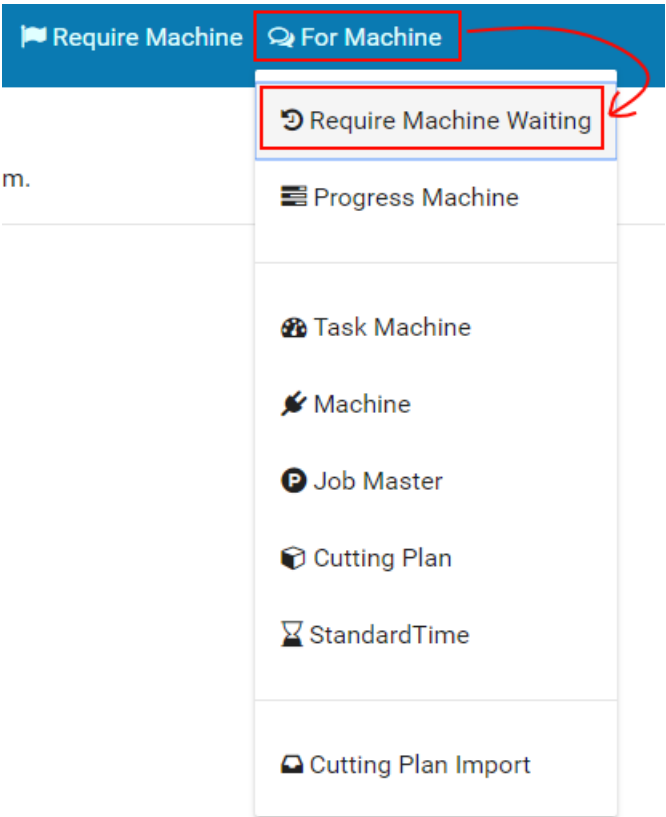 Require Machine For Machine
Require Machine Waiting
m.
Progress Machine
Task Machine
Machine
Job Master
Cutting Plan
StandardTime
Cutting Plan Import